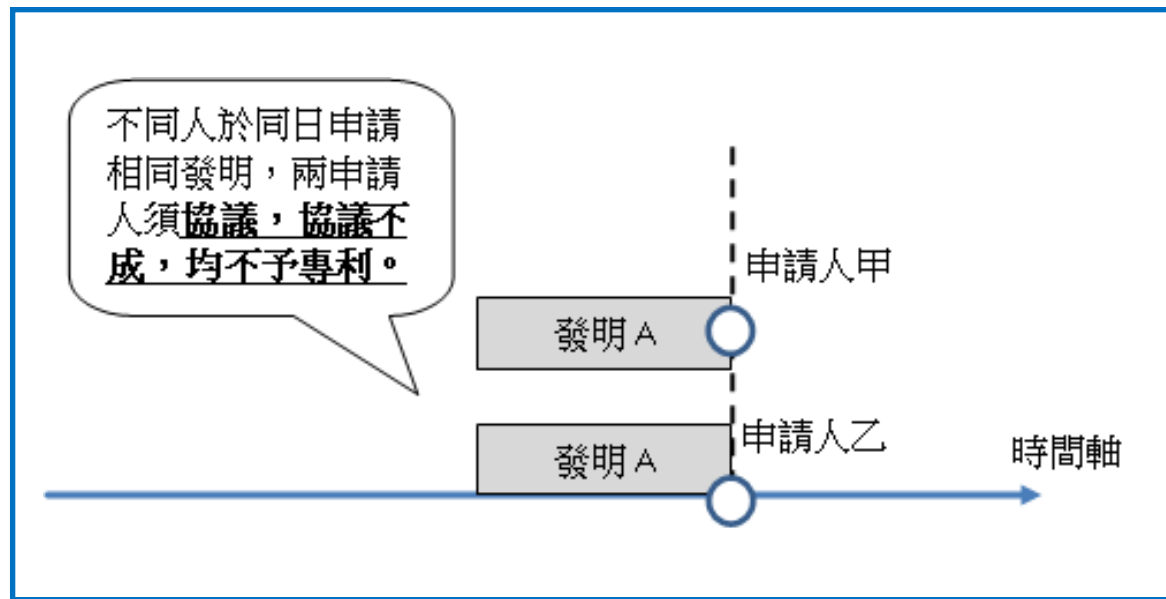 不同人於同日申請
相同發明，兩申請
人須協議，協議不
成，均不予專利。
申請人甲
發明A
申請人乙
發明A
時間軸